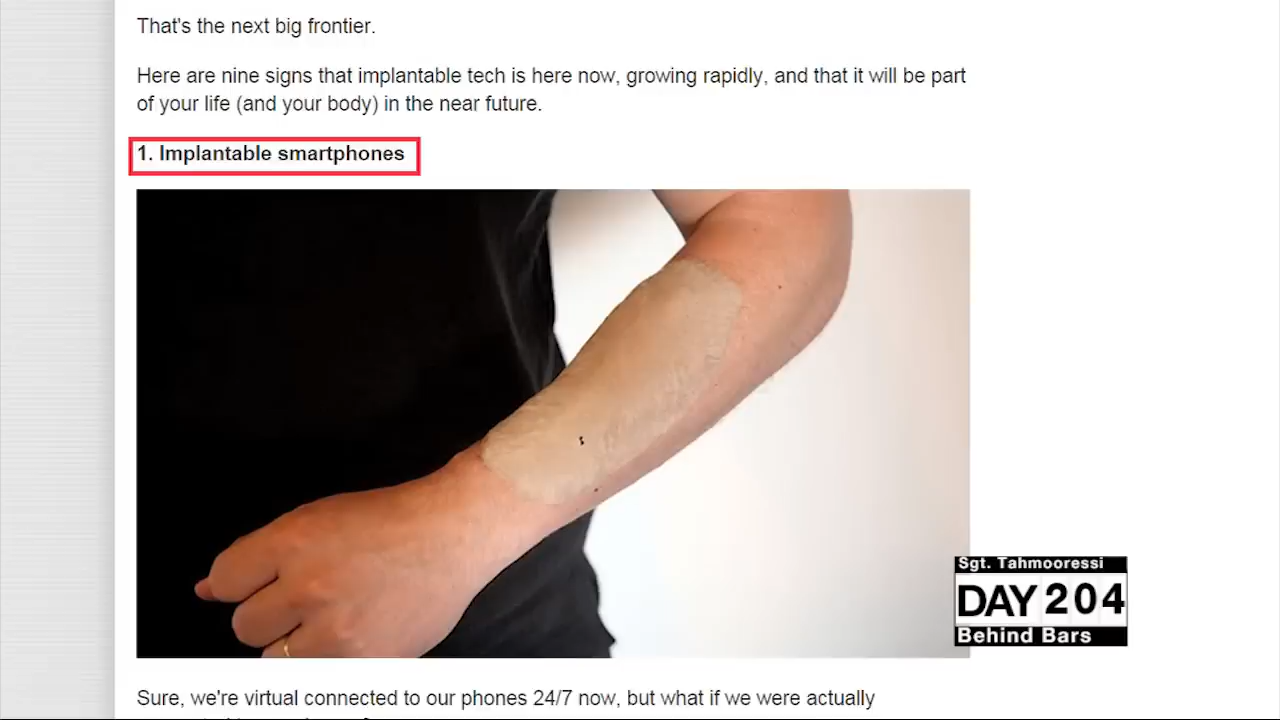 That's the next big frontier.
Here are nine signs that implantable tech is here now, growing rapidly, and that it will be part
of your life (and your body) in the near future.
1. Implantable smartphones
Sgt. Tahmooressi
DAY 204
Behind Bars
Sure, we're virtual connected to our phones 24/7 now, but what if we were actually